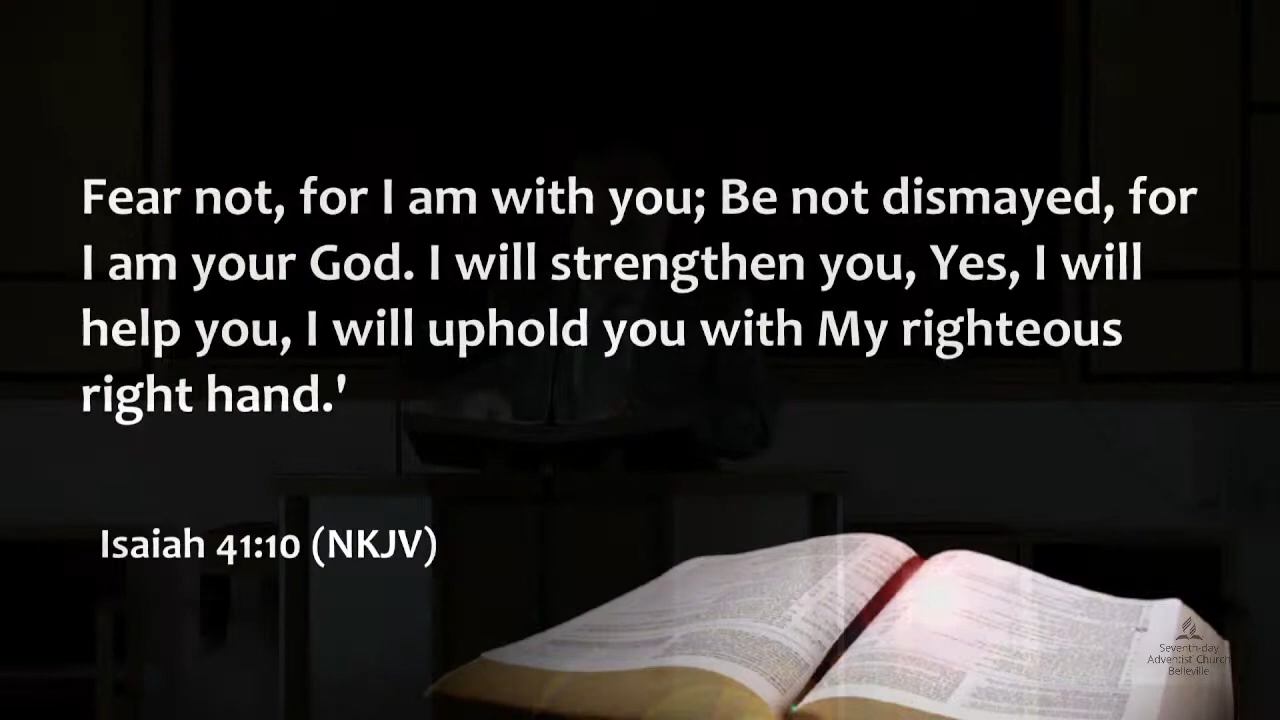 Fear not, for I am with you; Be not dismayed, for
I am your God. I will strengthen you, Yes, I will
help you, I will uphold you with My righteous
right hand.'
Isaiah 41:10 (NKJV)
Seventh-day
Adventist Church
Belleville